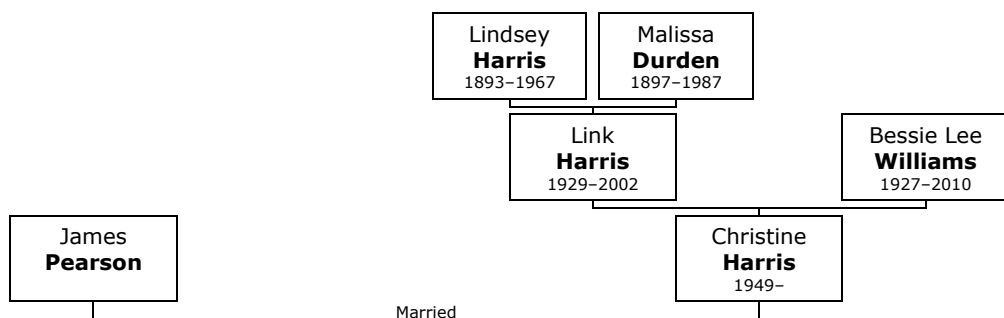 Lindsey
Harris
1893–1967
Malissa
Durden
1897–1987
Link
Harris
1929–2002
Bessie Lee
Williams
1927–2010
James
Pearson
Christine
Harris
1949–
Married